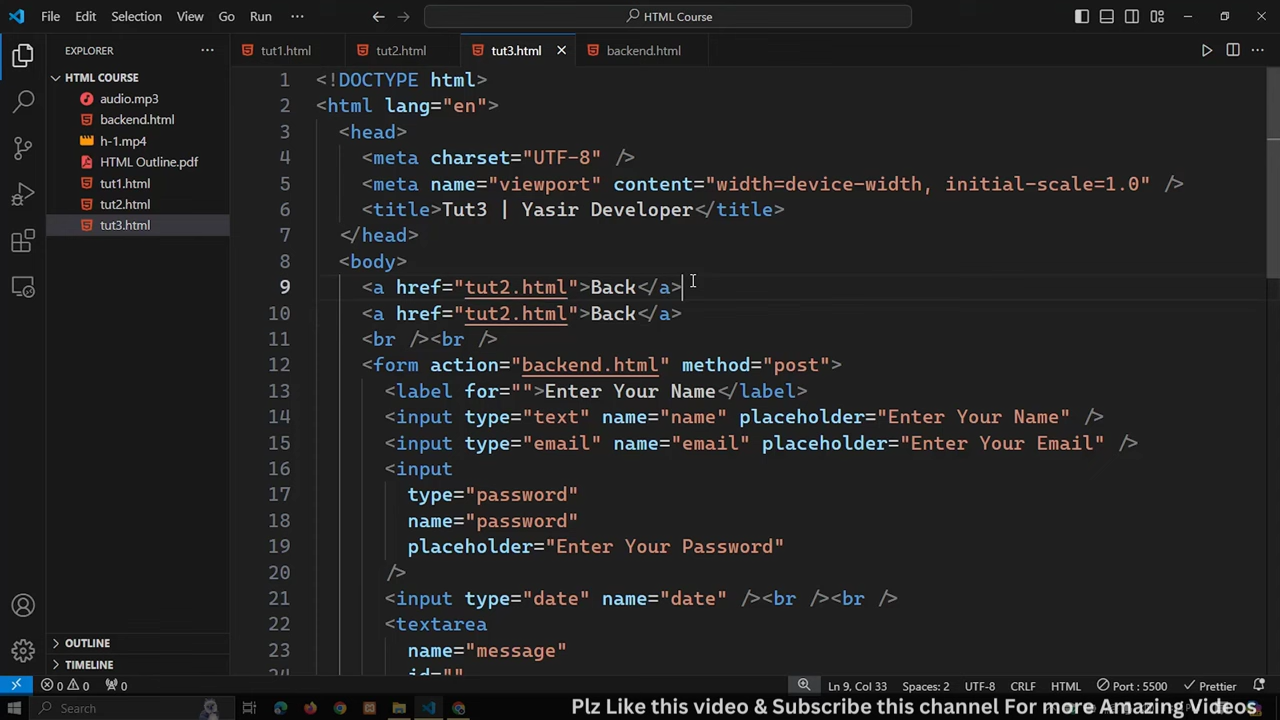 File Edit Selection View Go Run ··· HTML Course
EXPLORER ···
tut1.html tut2.html tut3.html backend.html
HTML COURSE
audio.mp3
backend.html
h-1.mp4
HTML Outline.pdf
tut1.html
tut2.html
tut3.html
1 <!DOCTYPE html>
2 <html lang="en">
3 <head>
4 <meta charset="UTF-8" />
5 <meta name="viewport" content="width=device-width, initial-scale=1.0" />
6 <title>Tut3 | Yasir Developer</title>
7 </head>
8 <body>
9 <a href="tut2.html">Back</a>
10 <a href="tut2.html">Back</a>
11 <br /><br />
12 <form action="backend.html" method="post">
13 <label for="">Enter Your Name</label>
14 <input type="text" name="name" placeholder="Enter Your Name" />
15 <input type="email" name="email" placeholder="Enter Your Email" />
16 <input
17 type="password"
18 name="password"
19 placeholder="Enter Your Password"
20 />
21 <input type="date" name="date" /><br /><br />
22 <textarea
23 name="message"
24 id=""
OUTLINE
TIMELINE
0 0 0 Ln 9, Col 33 Spaces: 2 UTF-8 CRLF HTML Port : 5500 Prettier
Search
Plz Like this video & Subscribe this channel For more Amazing Videos